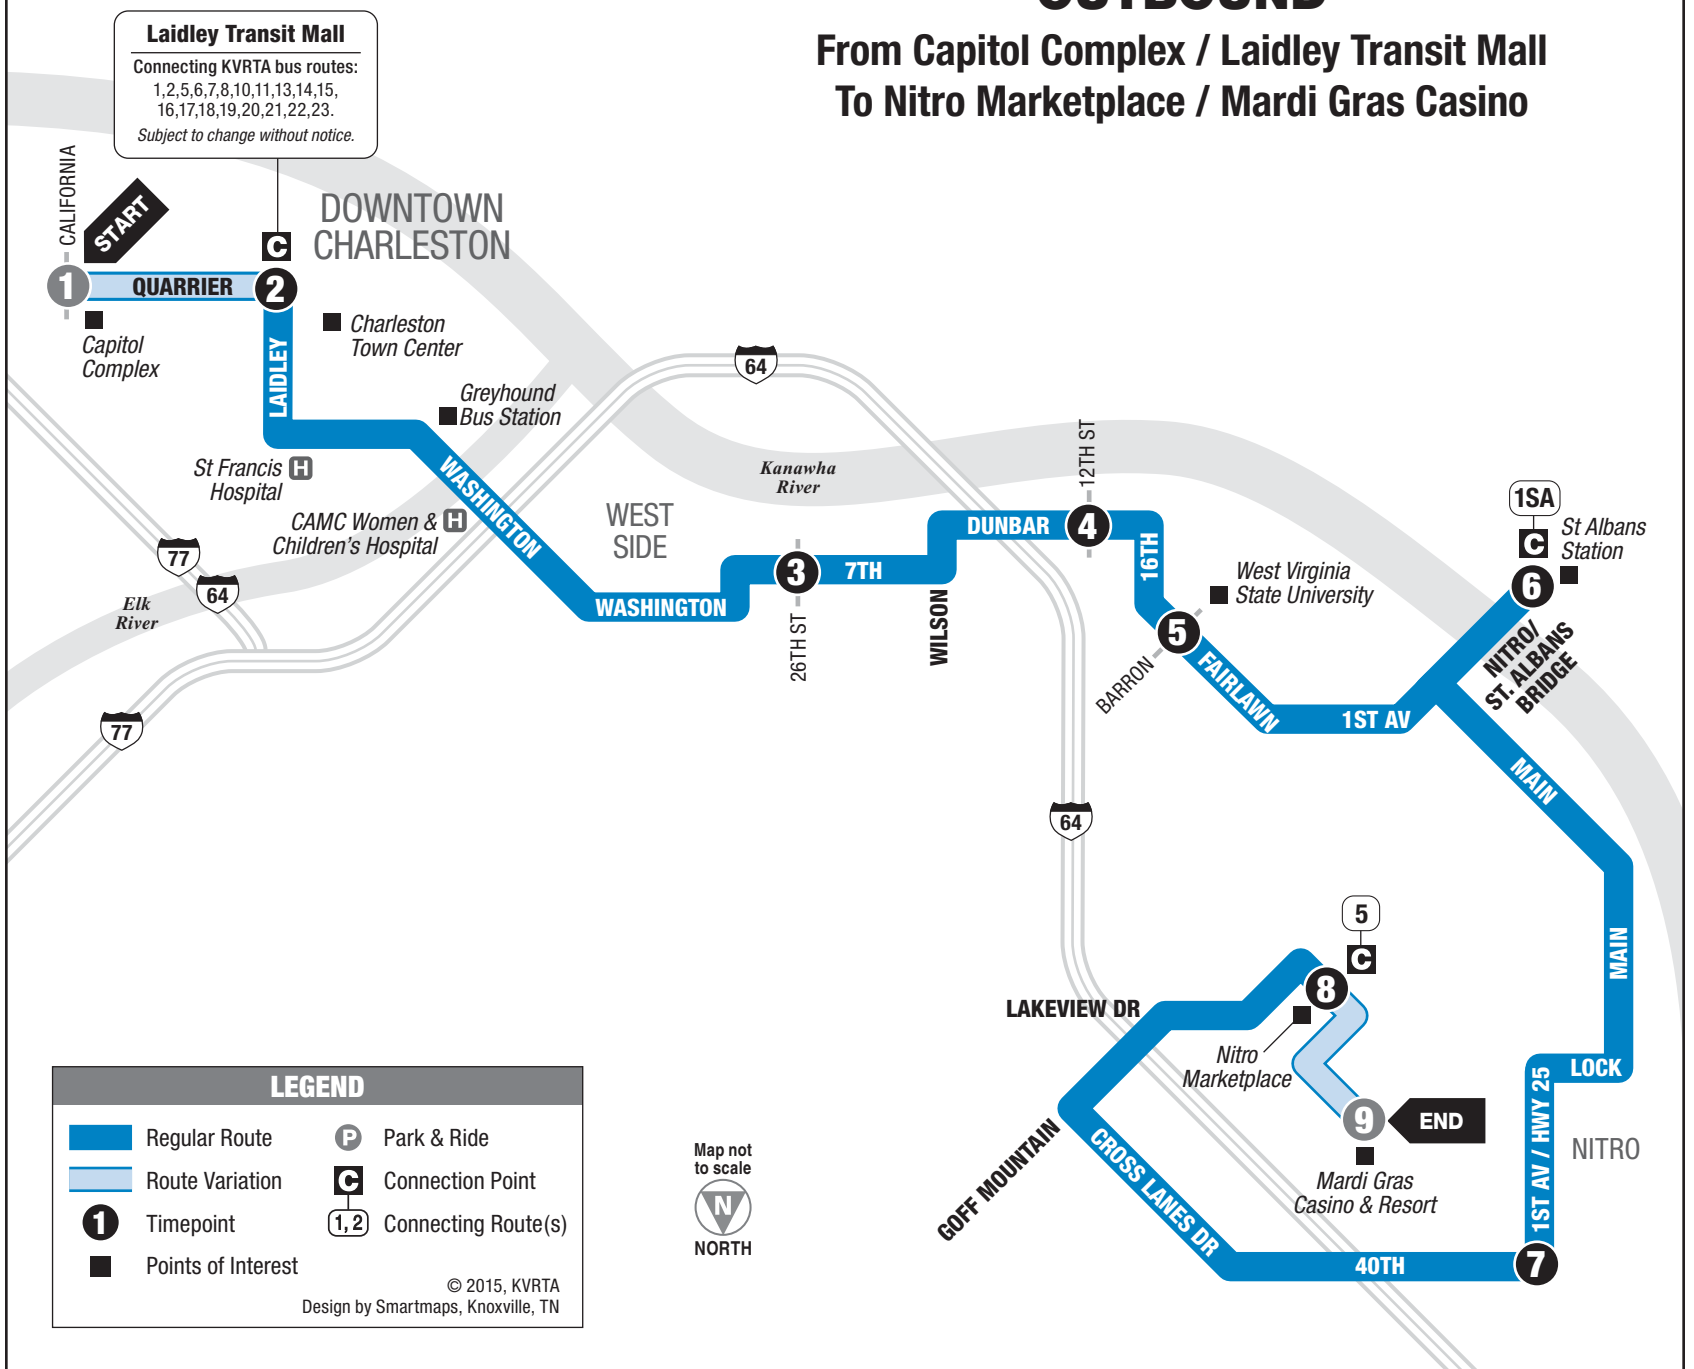 OUTBOUND
From Capitol Complex / Laidley Transit Mall
To Nitro Marketplace / Mardi Gras Casino
Laidley Transit Mall
Connecting KVRTA bus routes:
1,2,5,6,7,8,10,11,13,14,15,
16,17,18,19,20,21,22,23.
Subject to change without notice.
CALIFORNIA
START
C
DOWNTOWN
CHARLESTON
1
QUARRIER
2
Capitol
Complex
LAIDLEY
Charleston
Town Center
Greyhound
Bus Station
64
St Francis H
Hospital
CAMC Women & H
Children's Hospital
WASHINGTON
WEST
SIDE
Kanawha
River
77
64
Elk
River
77
WASHINGTON
3
26TH ST
7TH
WILSON
DUNBAR
4
12TH ST
16TH
5
BARRON
West Virginia
State University
FAIRLAWN
1ST AV
1SA
C
St Albans
Station
6
NITRO/
ST. ALBANS
BRIDGE
MAIN
64
MAIN
5
C
8
LAKEVIEW DR
Nitro
Marketplace
9
END
Mardi Gras
Casino & Resort
LOCK
1ST AV / HWY 25
NITRO
GOFF MOUNTAIN
CROSS LANES DR
40TH
7
LEGEND
Regular Route
P Park & Ride
Route Variation
C Connection Point
1 Timepoint
1, 2 Connecting Route(s)
Points of Interest
© 2015, KVRTA
Design by Smartmaps, Knoxville, TN
Map not
to scale
N
NORTH